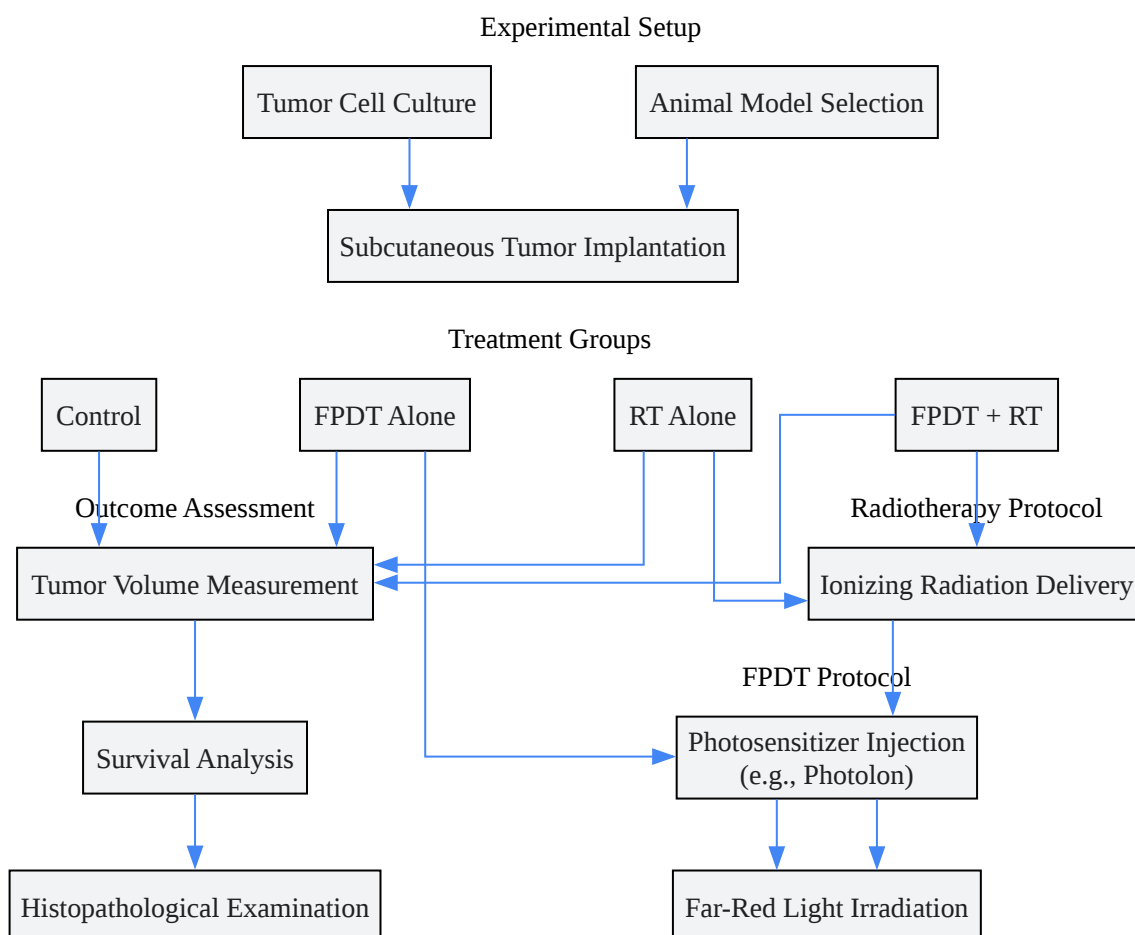 Experimental Setup
Tumor Cell Culture
Animal Model Selection
Subcutaneous Tumor Implantation
Treatment Groups
Control
FPDT Alone
RT Alone
FPDT + RT
Outcome Assessment
Radiotherapy Protocol
Tumor Volume Measurement
Ionizing Radiation Delivery
FPDT Protocol
Survival Analysis
Photosensitizer Injection
(e.g., Photolon)
Histopathological Examination
Far-Red Light Irradiation